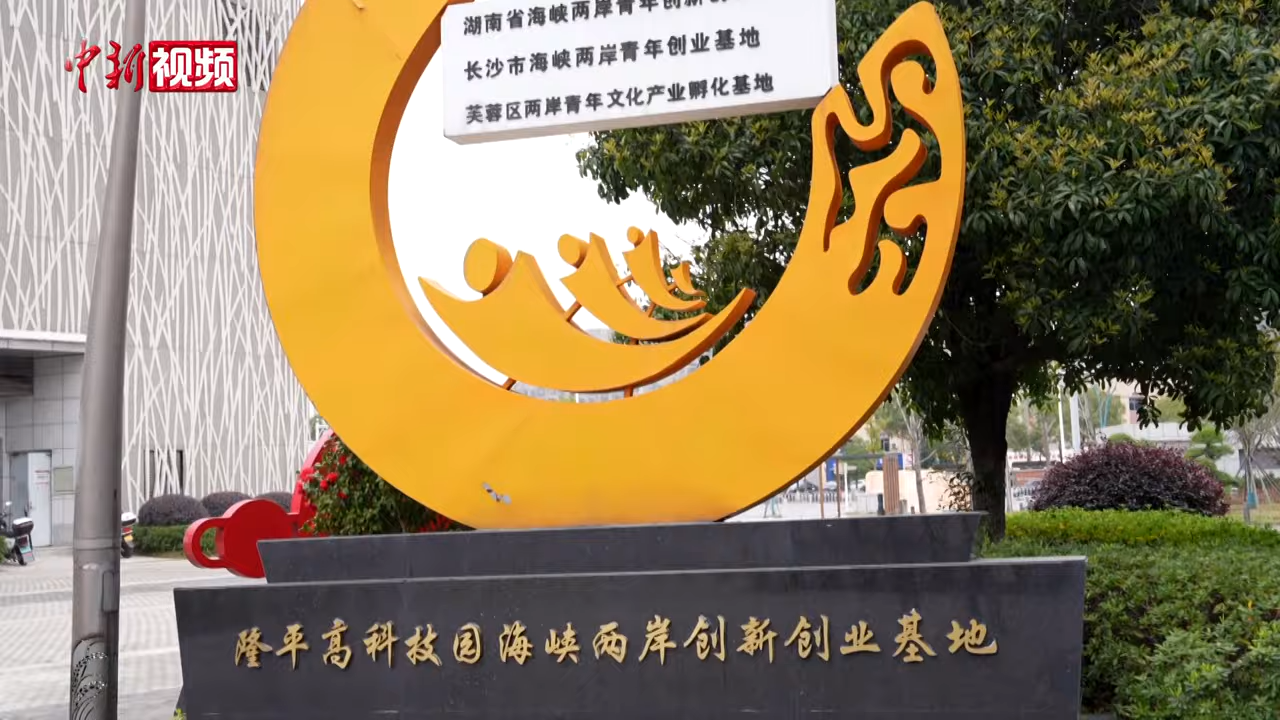 中新视频
湖南省海峡两岸青年创新创
长沙市海峡两岸青年创业基地
芙蓉区两岸青年文化产业孵化基地
隆平高科技园海峡两岸创新创业基地